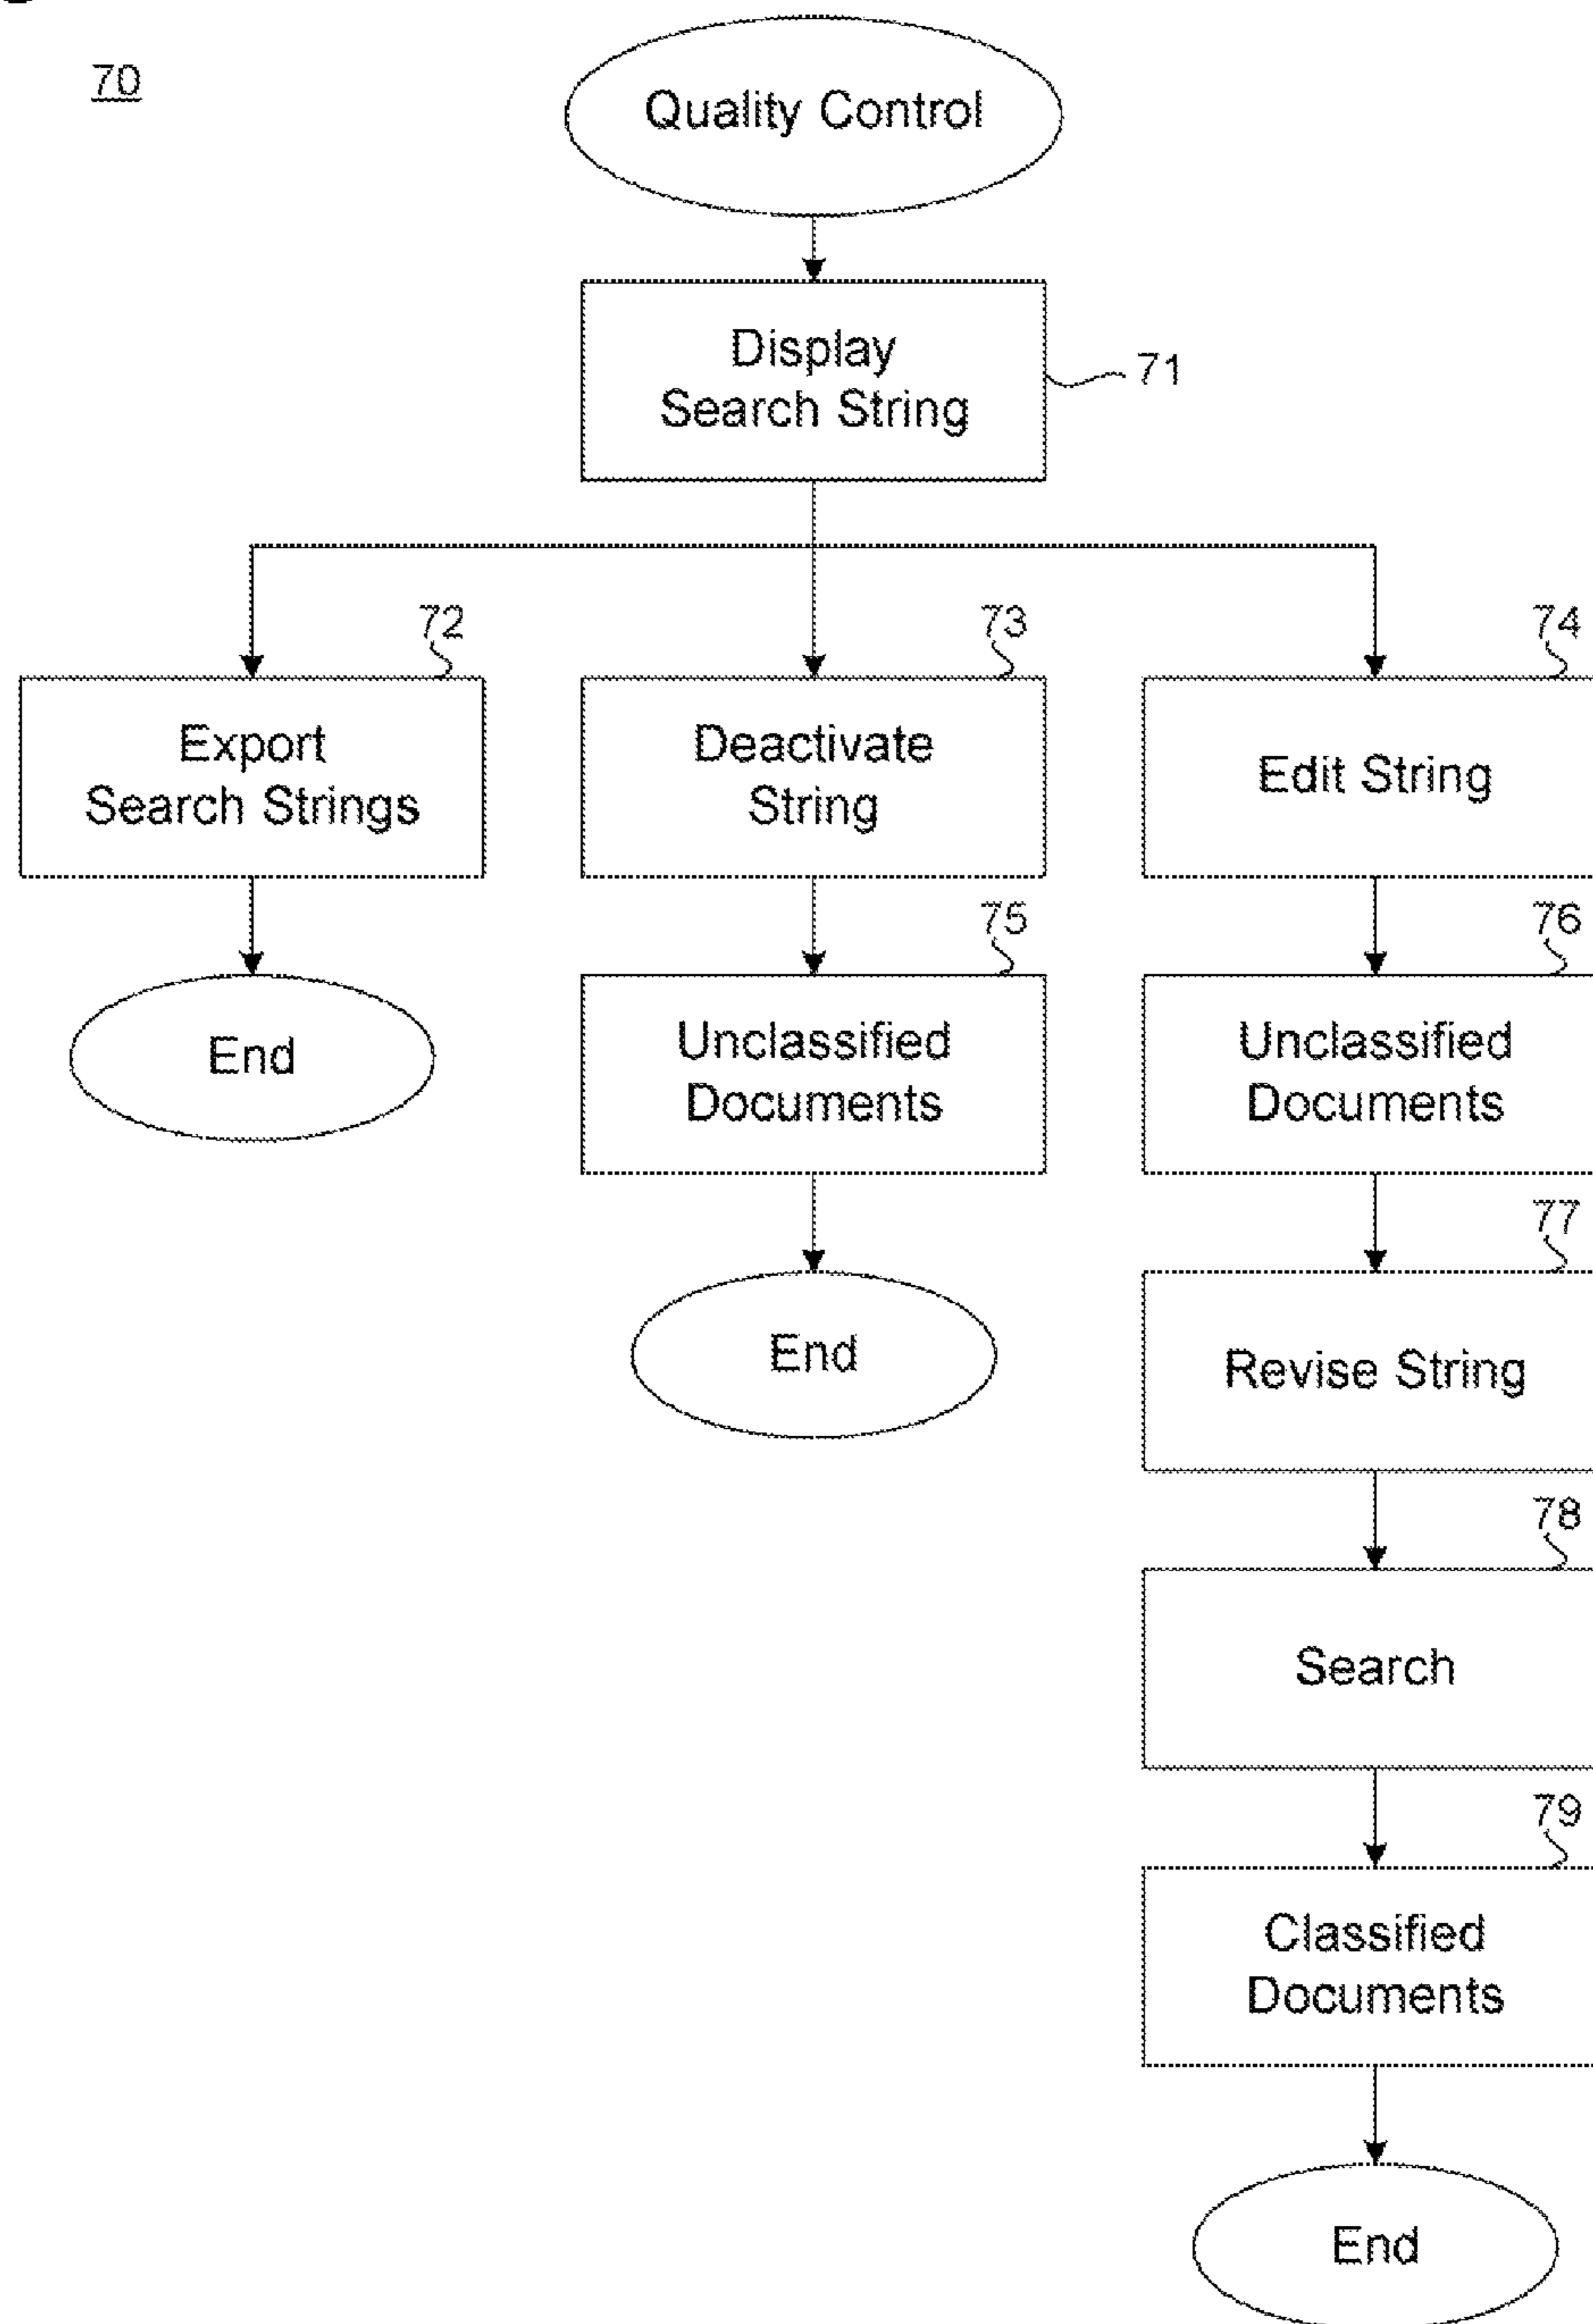 70
Quality Control
Display
Search String
71
72
73
74
Export
Search Strings
Deactivate
String
Edit String
75
76
End
Unclassified
Documents
Unclassified
Documents
77
End
Revise String
78
Search
79
Classified
Documents
End